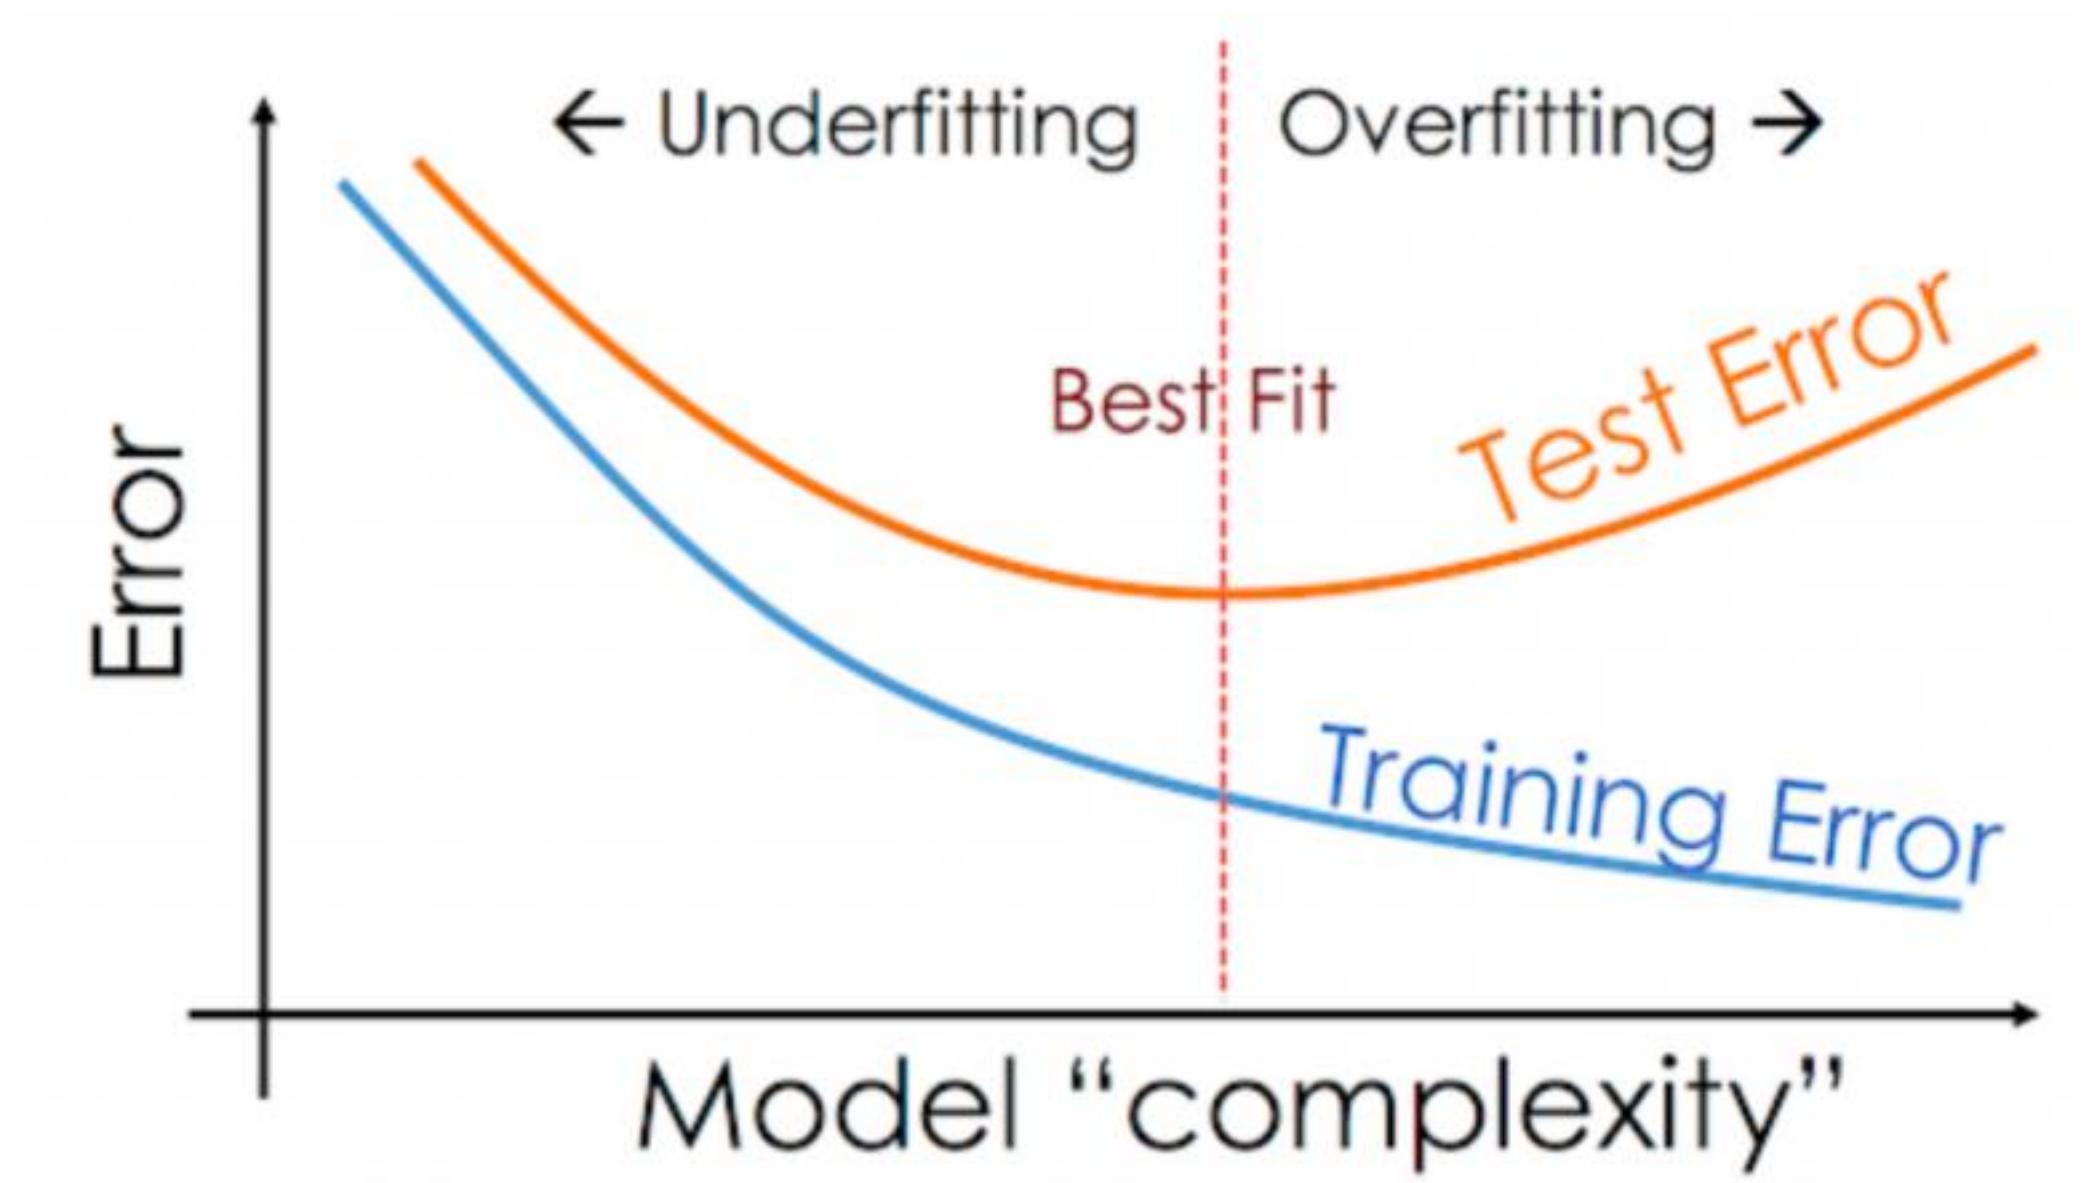 ← Underfitting
Overfitting →
Best Fit
Test Error
Error
Training Error
Model “complexity”